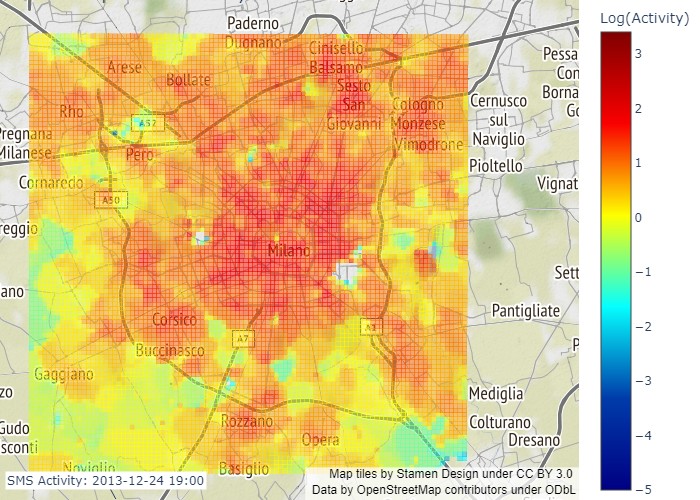 Paderno
Dugnano
Cinisello
Balsamo
Log(Activity)
3
2
1
0
−1
−2
−3
−4
−5
Arese
Bollate
Sesto
San
Giovanni
Cologno
Monzese
Vimodrone
Cernusco
sul
Naviglio
Pioltello
Pessa
Con
Borna
Go
Rho
A52
Pero
Pregnana
Milanese
Cornaredo
A50
Vignat
reggio
Milano
Sett
ano
Pantigliate
Corsico
A7
A1
Buccinasco
P
Gaggiano
zo
Mediglia
Rozzano
Colturano
Gudo
sconti
Opera
Dresano
Noviglio
Basiglio
SMS Activity: 2013-12-24 19:00
Map tiles by Stamen Design under CC BY 3.0
Data by OpenStreetMap contributors under ODbL